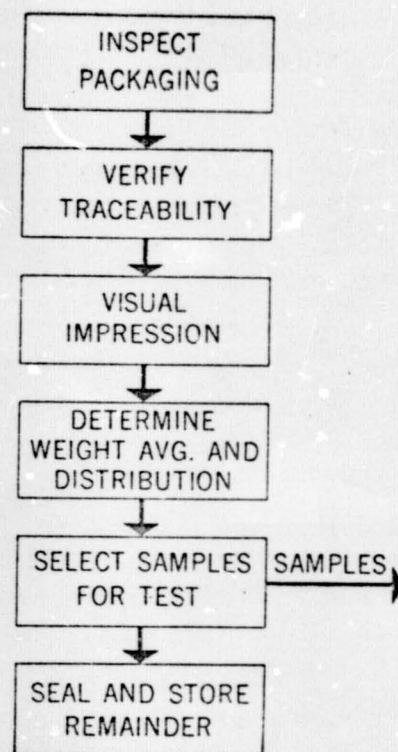 INSPECT
PACKAGING
VERIFY
TRACEABILITY
VISUAL
IMPRESSION
DETERMINE
WEIGHT AVG. AND
DISTRIBUTION
SELECT SAMPLES
FOR TEST
SAMPLES
SEAL AND STORE
REMAINDER